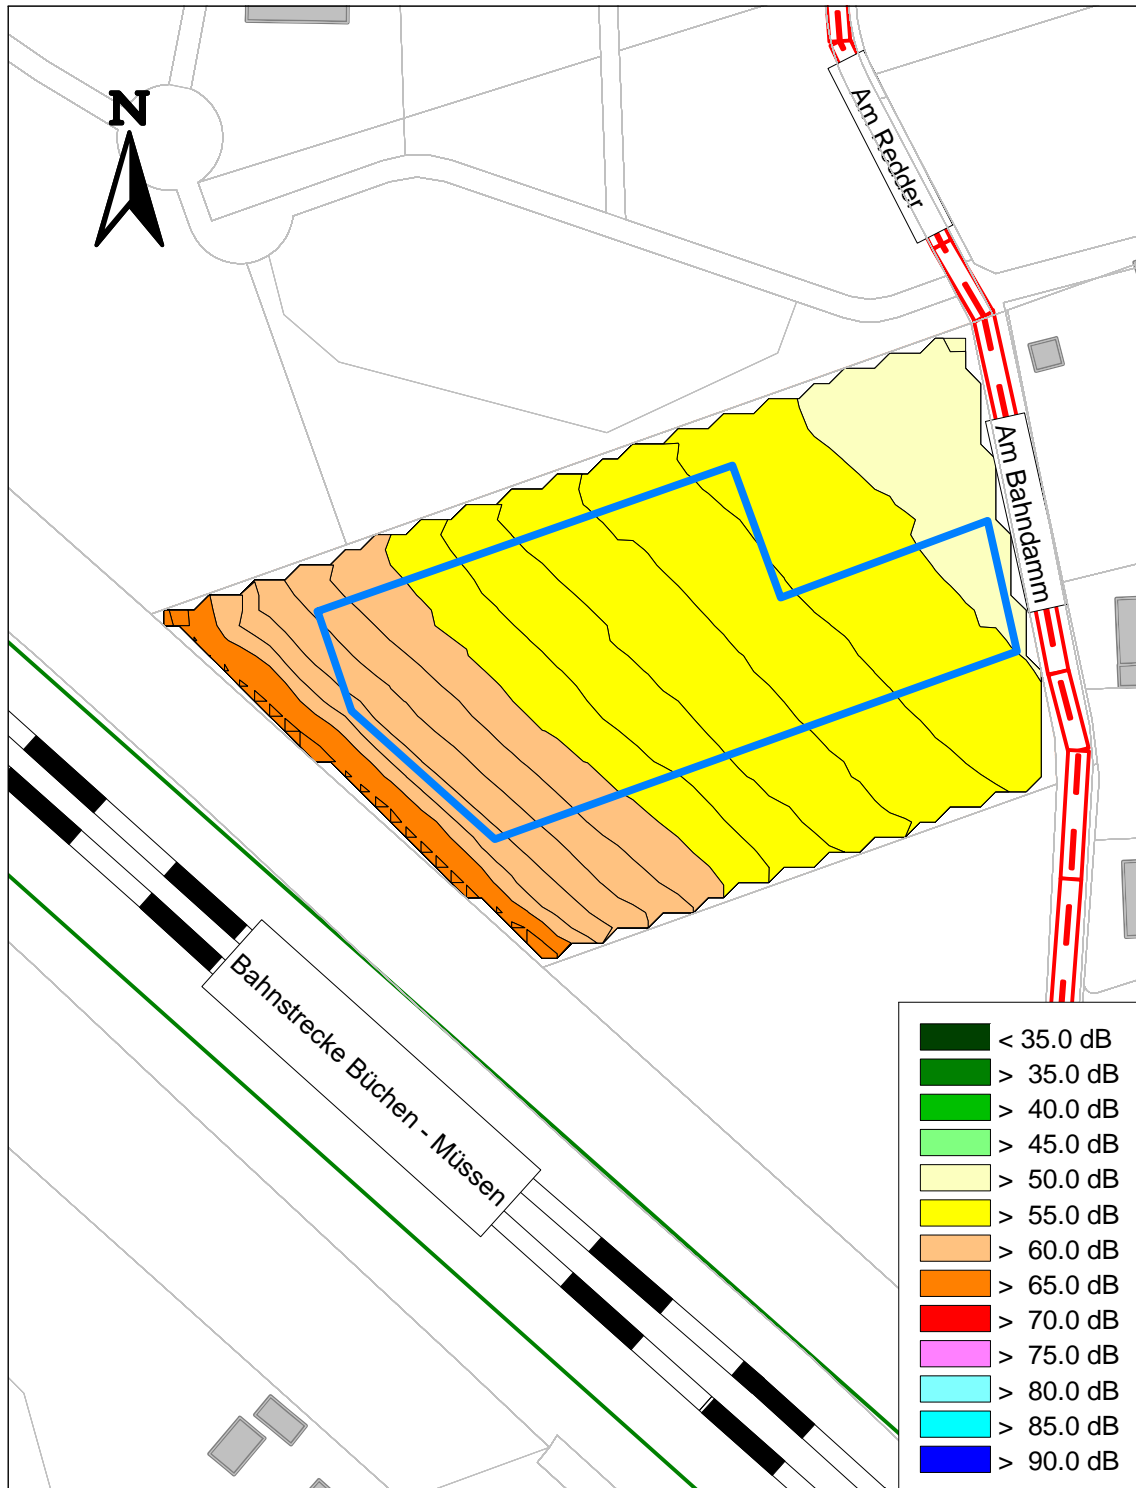 N
Am Redder
Am Bahndamm
Bahnstrecke Büchen - Müssen
< 35.0 dB
> 35.0 dB
> 40.0 dB
> 45.0 dB
> 50.0 dB
> 55.0 dB
> 60.0 dB
> 65.0 dB
> 70.0 dB
> 75.0 dB
> 80.0 dB
> 85.0 dB
> 90.0 dB